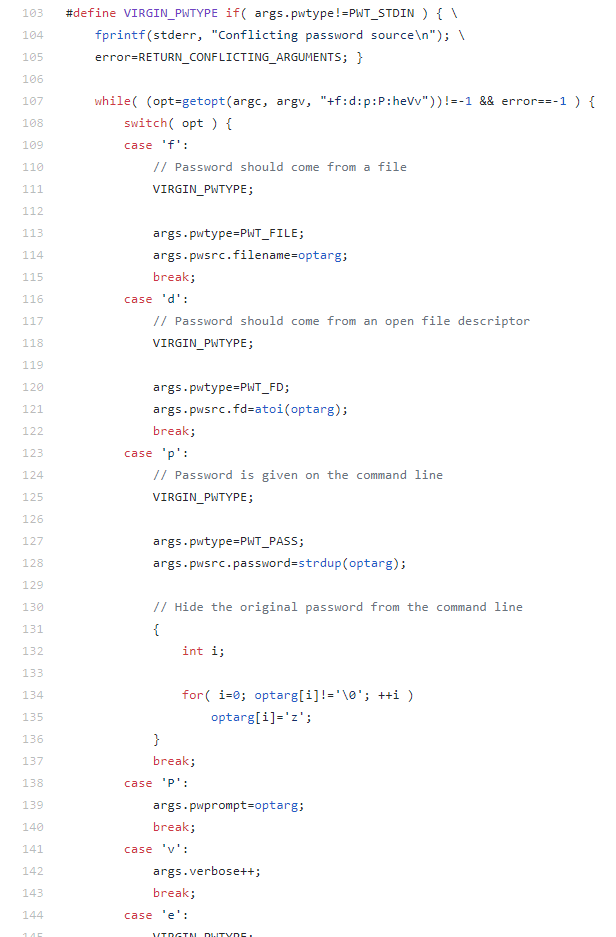 103 #define VIRGIN_PWTYPE if( args.pwtype!=PWT_STDIN ) { \
104 fprintf(stderr, "Conflicting password source\n"); \
105 error=RETURN_CONFLICTING_ARGUMENTS; }
106
107 while( (opt=getopt(argc, argv, "+f:d:p:P:heVv"))!=-1 && error==-1 ) {
108 switch( opt ) {
109 case 'f':
110 // Password should come from a file
111 VIRGIN_PWTYPE;
112
113 args.pwtype=PWT_FILE;
114 args.pwsrc.filename=optarg;
115 break;
116 case 'd':
117 // Password should come from an open file descriptor
118 VIRGIN_PWTYPE;
119
120 args.pwtype=PWT_FD;
121 args.pwsrc.fd=atoi(optarg);
122 break;
123 case 'p':
124 // Password is given on the command line
125 VIRGIN_PWTYPE;
126
127 args.pwtype=PWT_PASS;
128 args.pwsrc.password=strdup(optarg);
129
130 // Hide the original password from the command line
131 {
132 int i;
133
134 for( i=0; optarg[i]!='\0'; ++i )
135 optarg[i]='z';
136 }
137 break;
138 case 'P':
139 args.pwprompt=optarg;
140 break;
141 case 'v':
142 args.verbose++;
143 break;
144 case 'e':
145 VIRGIN_PWTYPE;